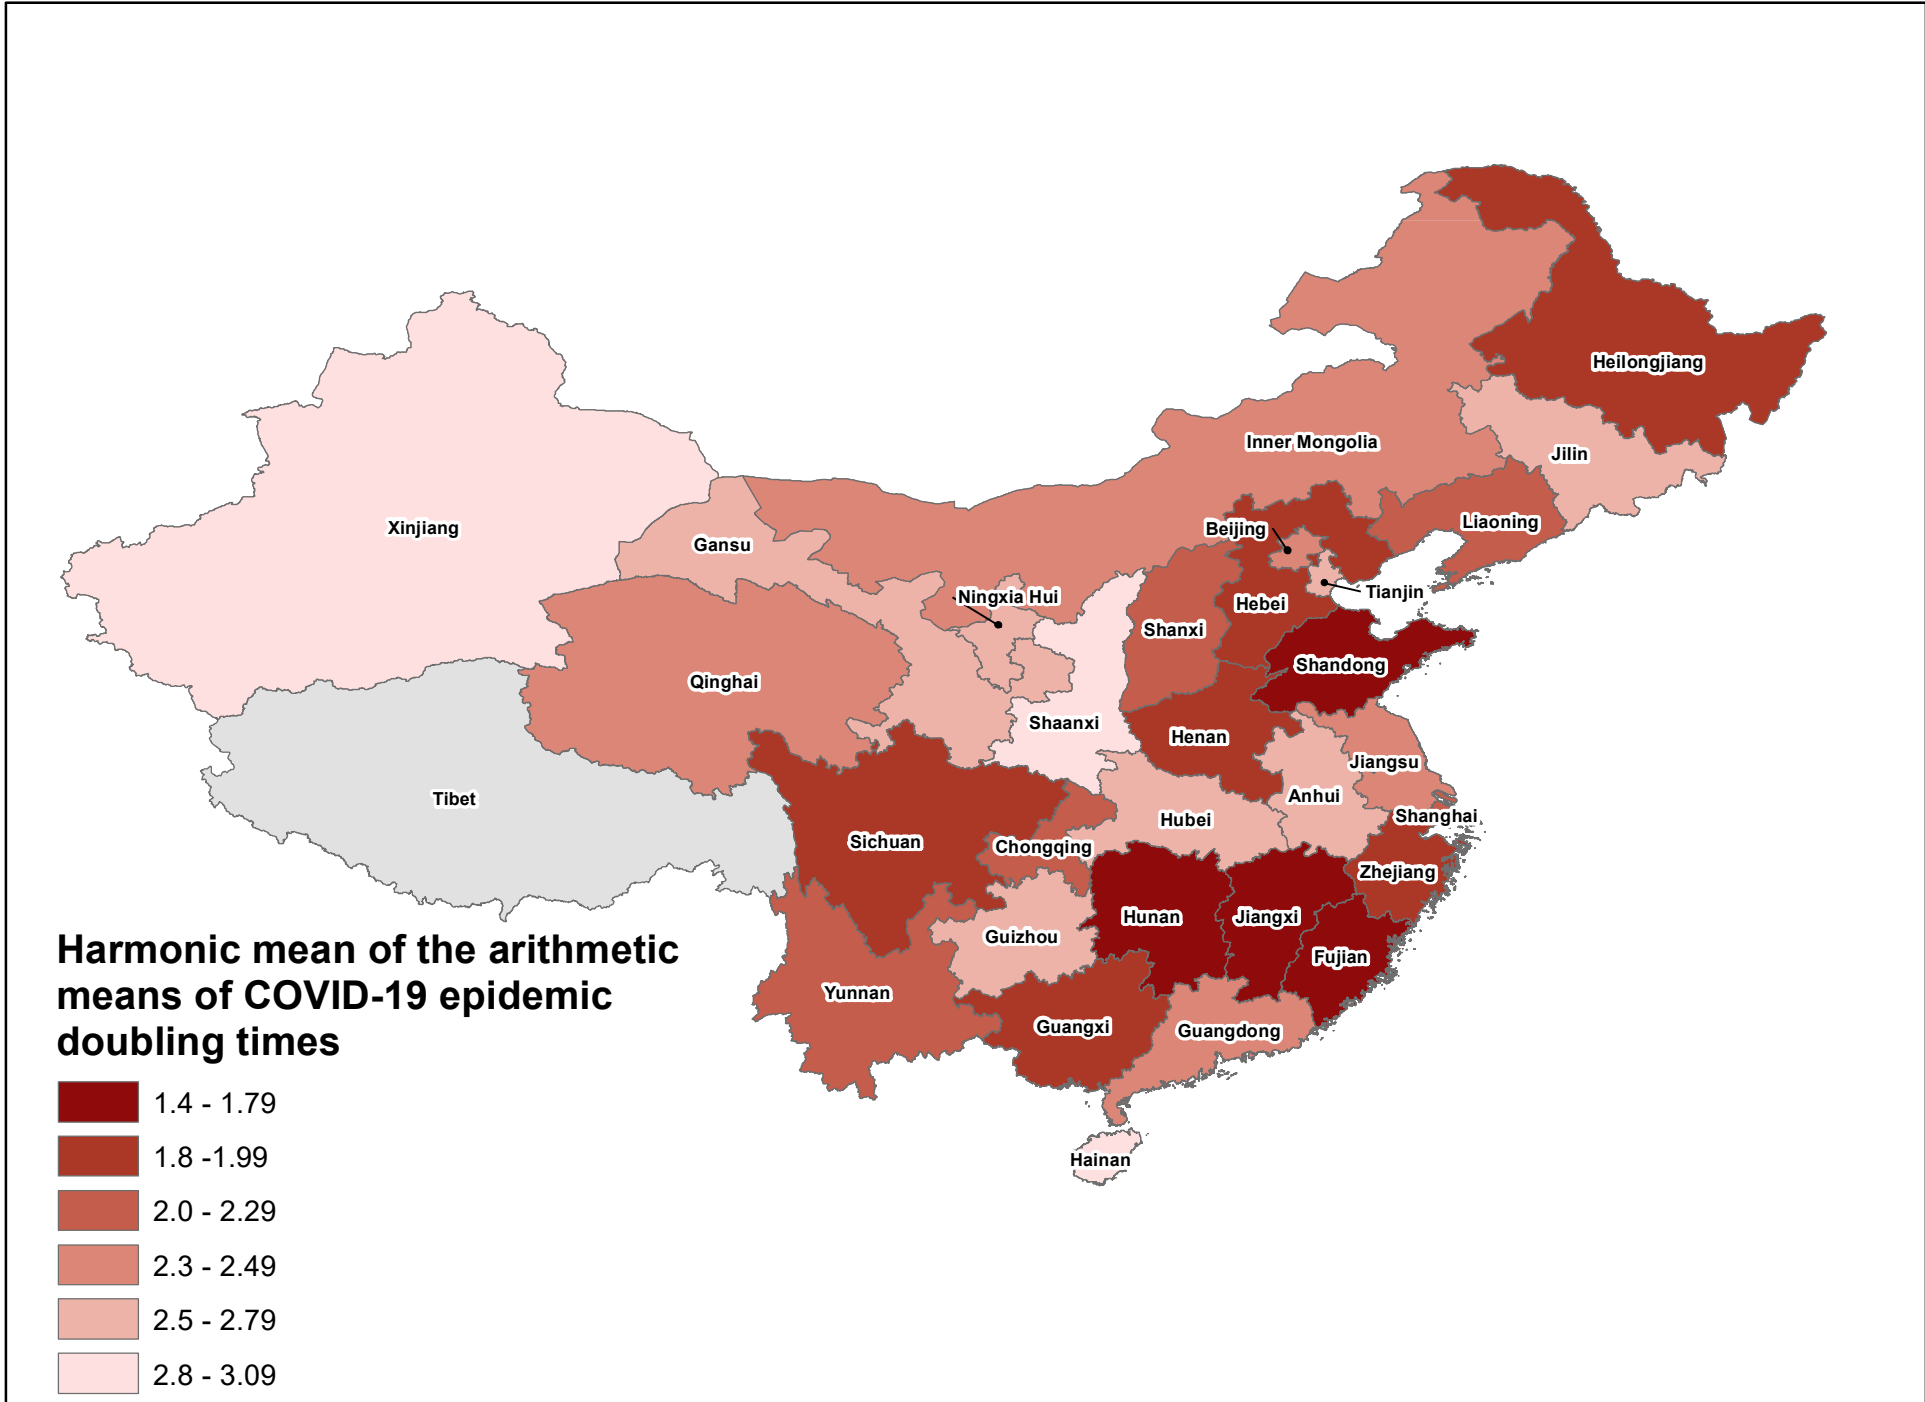 Heilongjiang
Inner Mongolia
Jilin
Xinjiang
Beijing
Liaoning
Gansu
Tianjin
Ningxia Hui
Hebei
Shanxi
Shandong
Qinghai
Shaanxi
Henan
Jiangsu
Tibet
Anhui
Shanghai
Hubei
Sichuan
Chongqing
Zhejiang
Hunan
Jiangxi
Guizhou
Fujian
Yunnan
Guangxi
Guangdong
Hainan
Harmonic mean of the arithmetic
means of COVID-19 epidemic
doubling times
1.4 - 1.79
1.8 -1.99
2.0 - 2.29
2.3 - 2.49
2.5 - 2.79
2.8 - 3.09